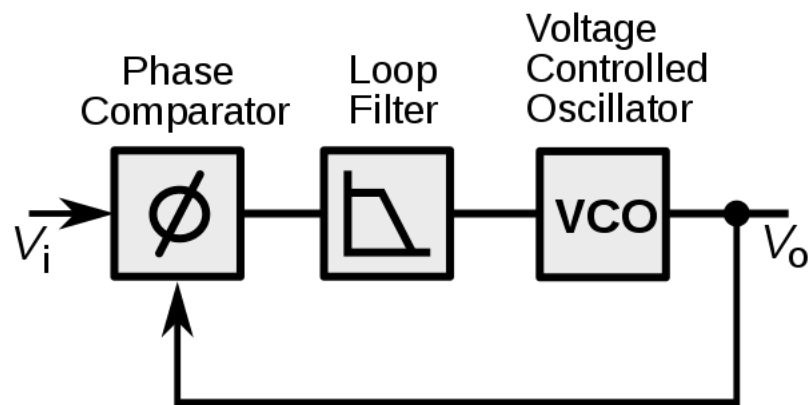 Phase
Comparator
Loop
Filter
Voltage
Controlled
Oscillator
Vi
ϕ
VCO
Vo